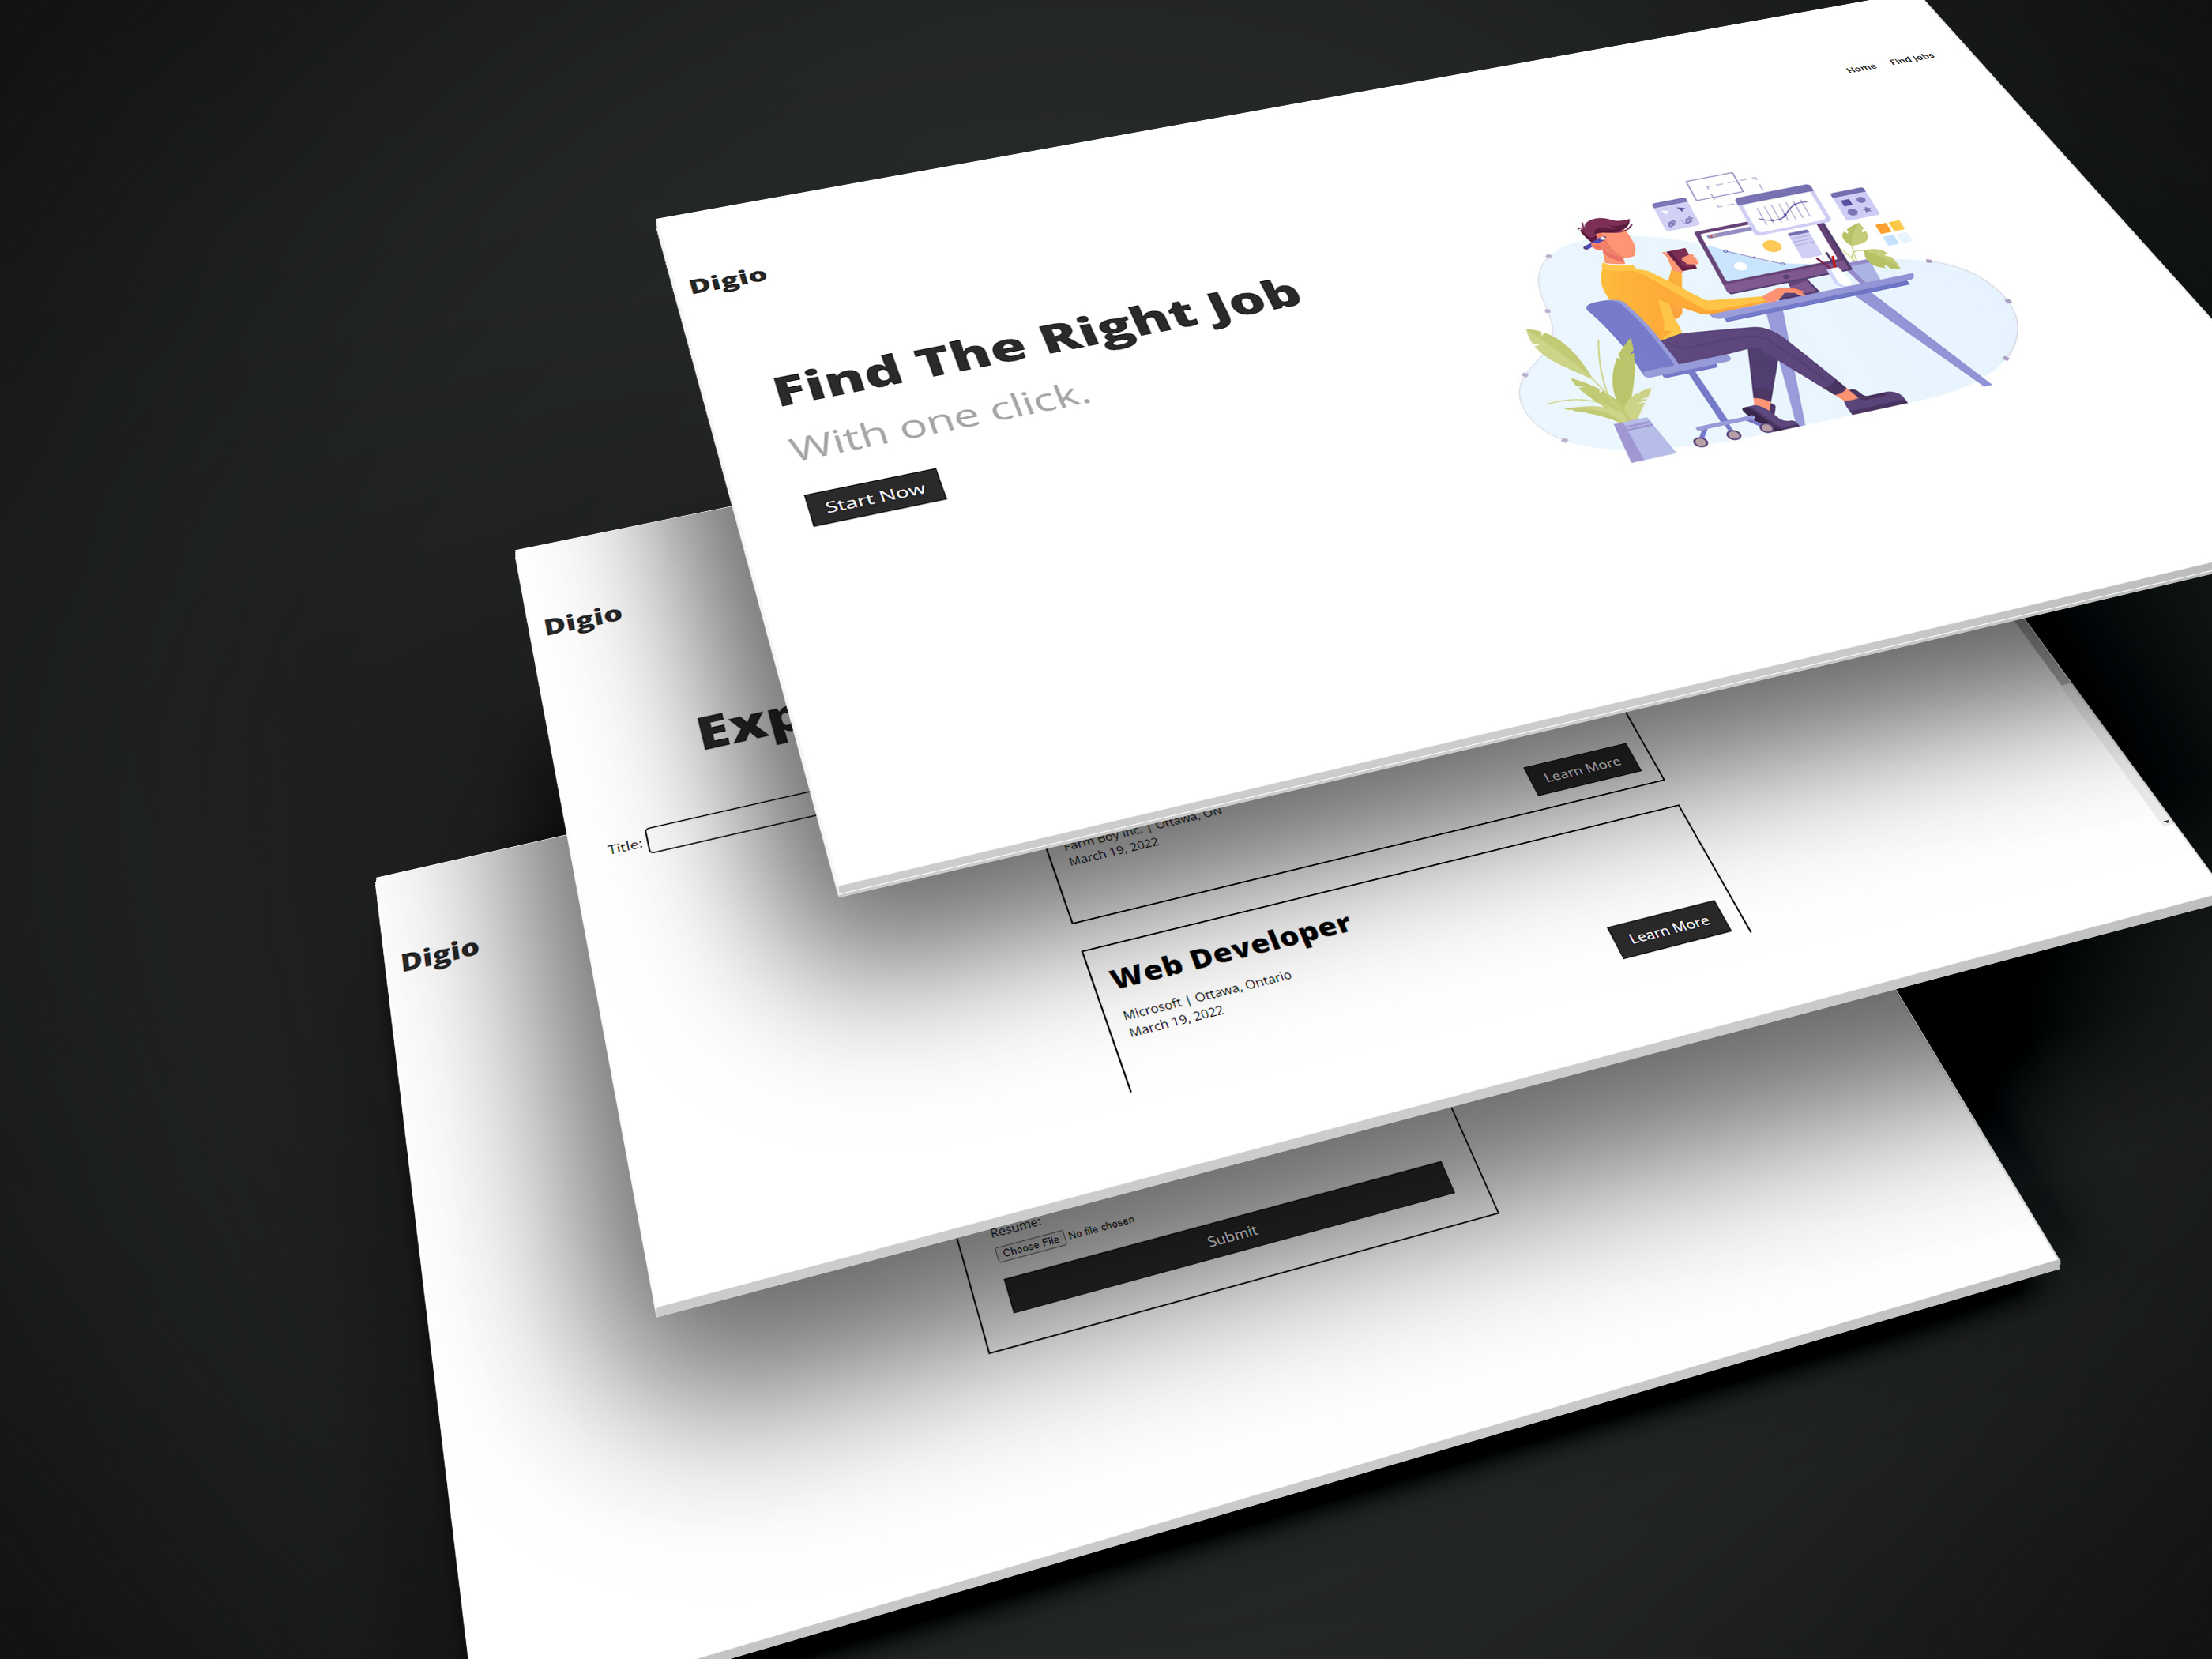 Home Find Jobs
Digio
Find The Right Job
With one click.
Start Now
Digio
Title:
Learn More
Farm Boy Inc. | Ottawa, ON
March 19, 2022
Web Developer
Microsoft | Ottawa, Ontario
March 19, 2022
Learn More
Digio
Resume:
Choose File No file chosen
Submit